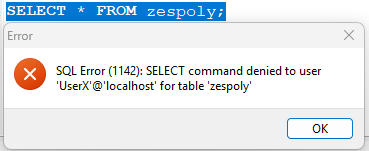 SELECT * FROM zespoly;
Error
SQL Error (1142): SELECT command denied to user
'UserX'@'localhost' for table 'zespoly'
OK